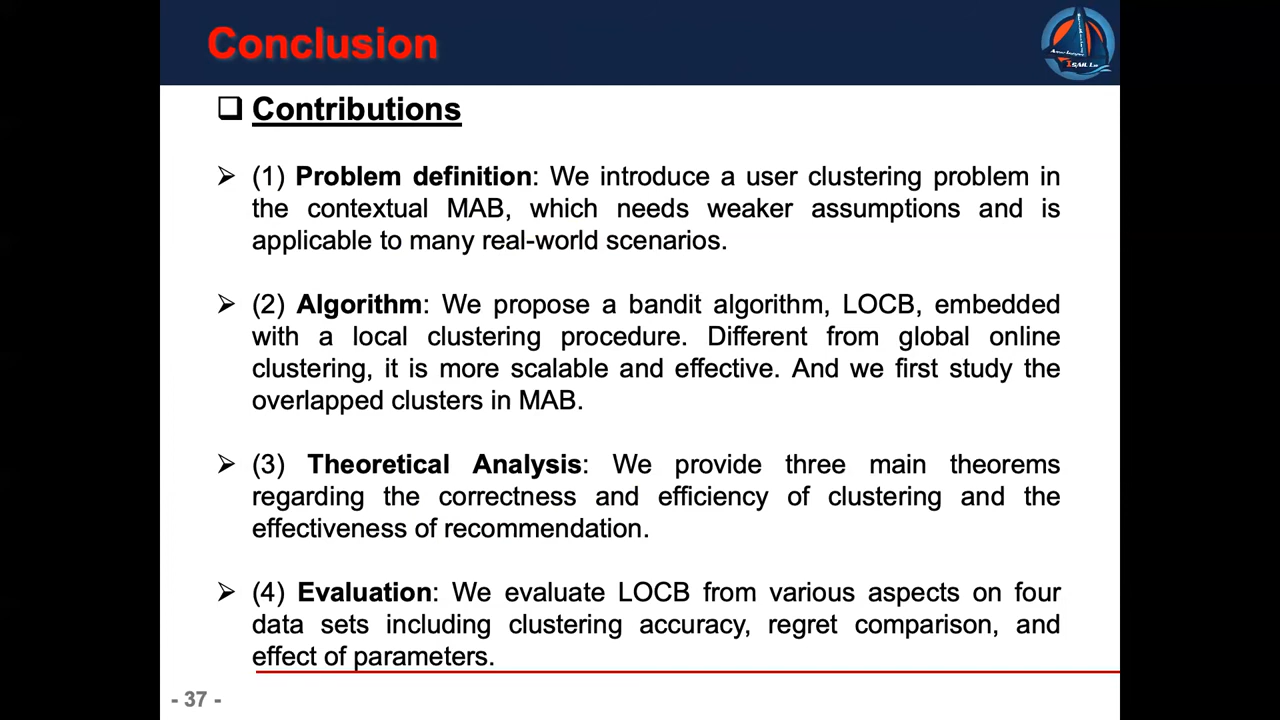 Conclusion
iSAIL Lab
❑ Contributions
➢ (1) Problem definition: We introduce a user clustering problem in
the contextual MAB, which needs weaker assumptions and is
applicable to many real-world scenarios.
➢ (2) Algorithm: We propose a bandit algorithm, LOCB, embedded
with a local clustering procedure. Different from global online
clustering, it is more scalable and effective. And we first study the
overlapped clusters in MAB.
➢ (3) Theoretical Analysis: We provide three main theorems
regarding the correctness and efficiency of clustering and the
effectiveness of recommendation.
➢ (4) Evaluation: We evaluate LOCB from various aspects on four
data sets including clustering accuracy, regret comparison, and
effect of parameters.
- 37 -